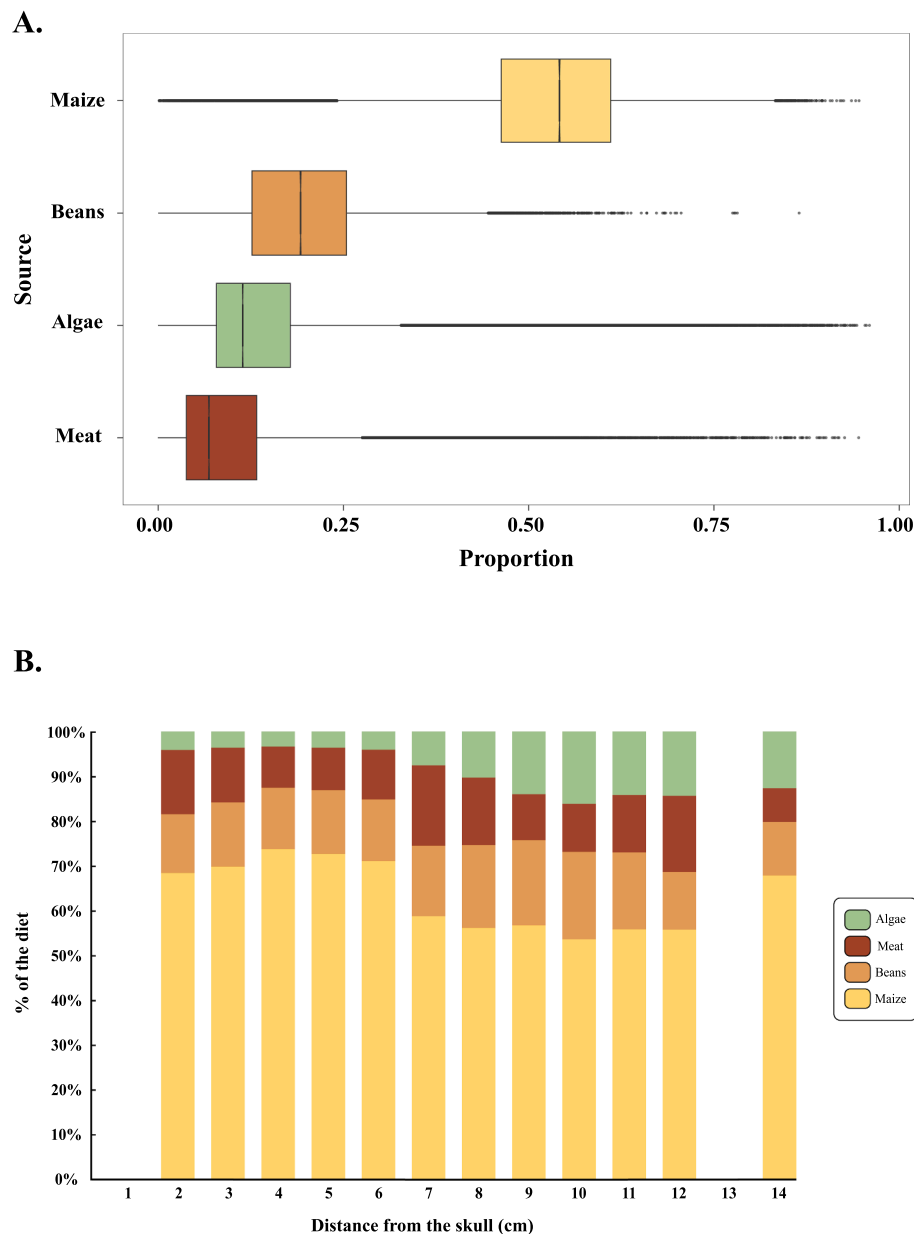 A.
Maize
Beans
Algae
Meat
Source
0.00 0.25 0.50 0.75 1.00
Proportion
B.
100%
90%
80%
70%
60%
50%
40%
30%
20%
10%
0%
% of the diet
1 2 3 4 5 6 7 8 9 10 11 12 13 14
Distance from the skull (cm)
Algae
Meat
Beans
Maize